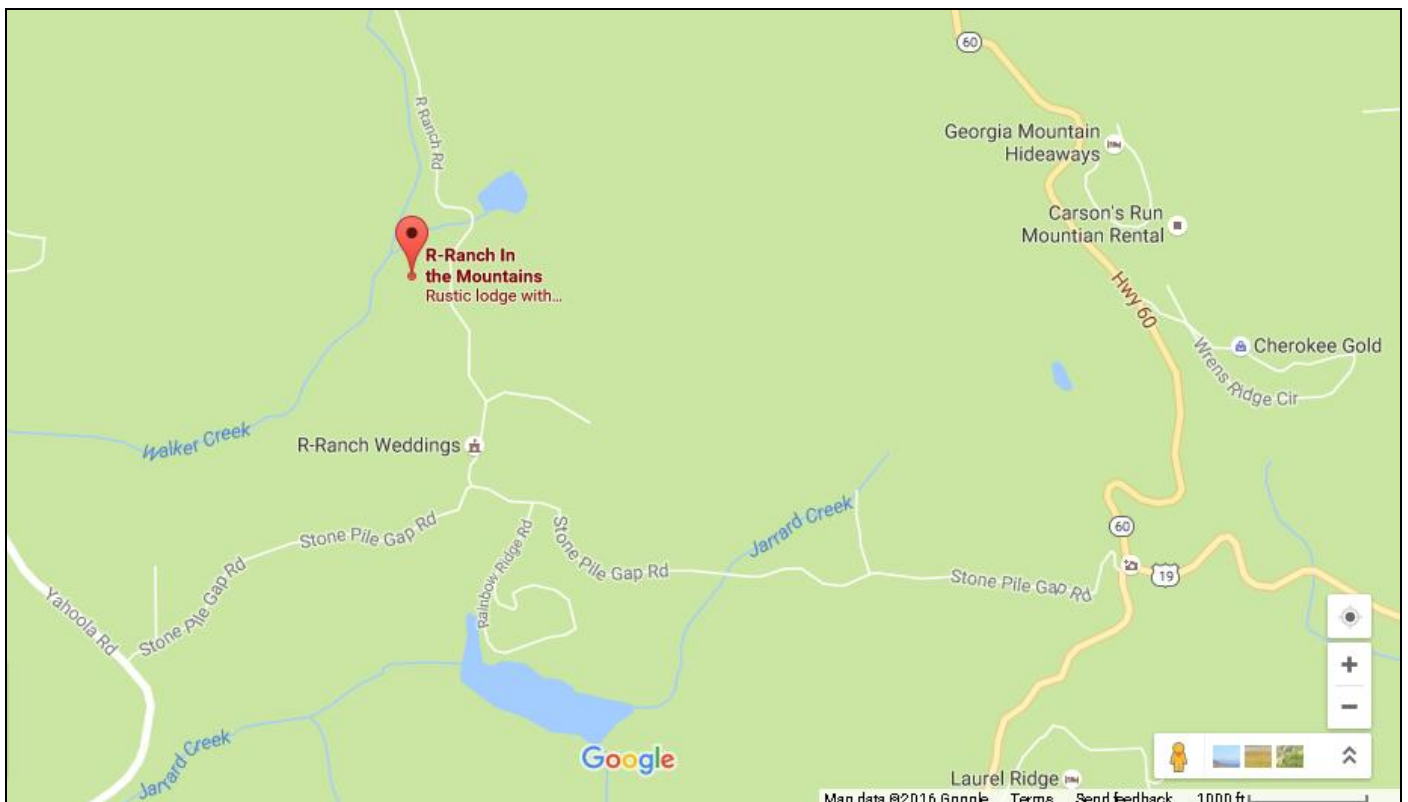 60
R Ranch Rd
Georgia Mountain
Hideaways
Carson's Run
Mountian Rental
R-Ranch In
the Mountains
Rustic lodge with...
Hwy 60
Cherokee Gold
Wrens Ridge Cir
Walker Creek
R-Ranch Weddings
Jarrard Creek
Stone Pile Gap Rd
60
Stone Pile Gap Rd
Rainbow Ridge Rd
Stone Pile Gap Rd
Stone Pile Gap Rd
19
Yahoola Rd
Jarrard Creek
Google
Laurel Ridge
Map data ©2016 Google Terms Send feedback 1000 ft